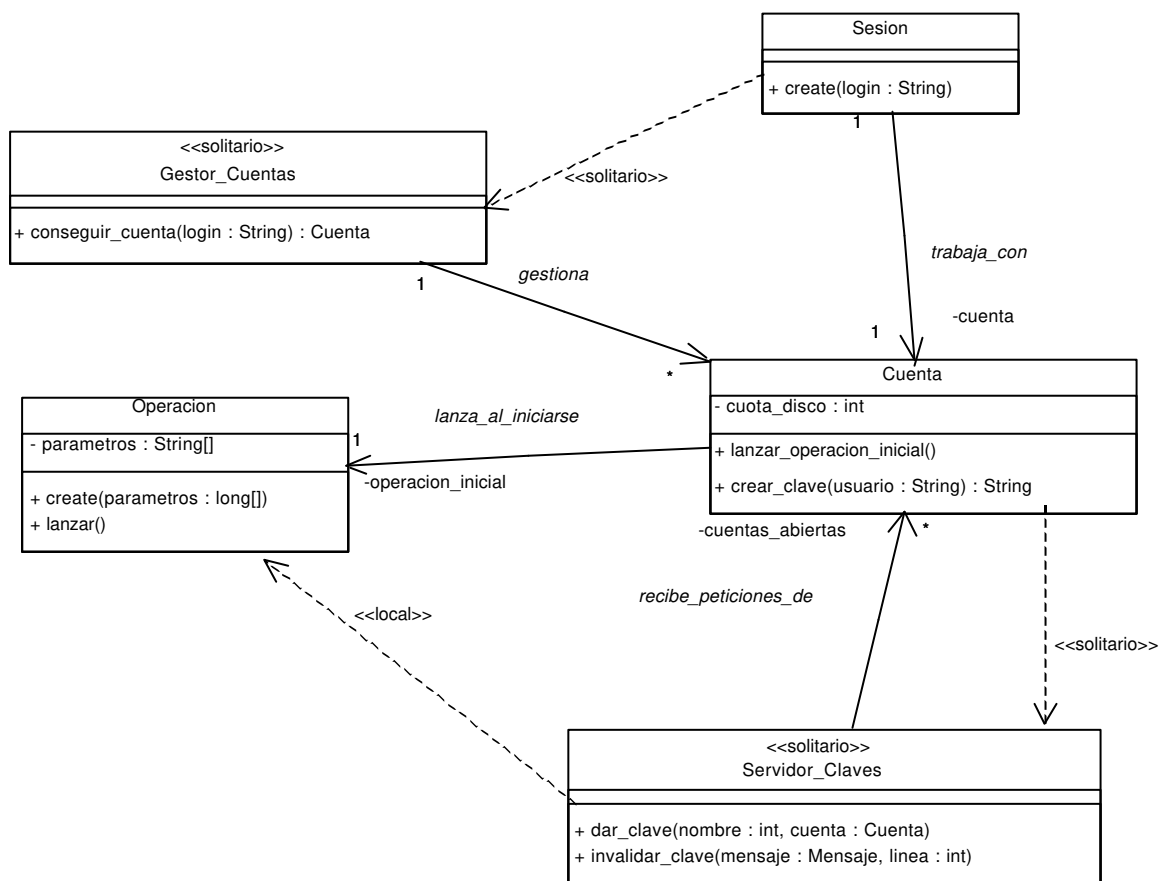 Sesion
+ create(login : String)
1
<<solitario>>
Gestor_Cuentas
+ conseguir_cuenta(login : String) : Cuenta
<<solitario>>
1
gestiona
trabaja_con
-cuenta
1
*
Cuenta
- cuota_disco : int
+ lanzar_operacion_inicial()
+ crear_clave(usuario : String) : String
Operacion
- parametros : String[]
+ create(parametros : long[])
+ lanzar()
lanza_al_iniciarse
1
-operacion_inicial
-cuentas_abiertas
*
recibe_peticiones_de
<<local>>
<<solitario>>
<<solitario>>
Servidor_Claves
+ dar_clave(nombre : int, cuenta : Cuenta)
+ invalidar_clave(mensaje : Mensaje, linea : int)